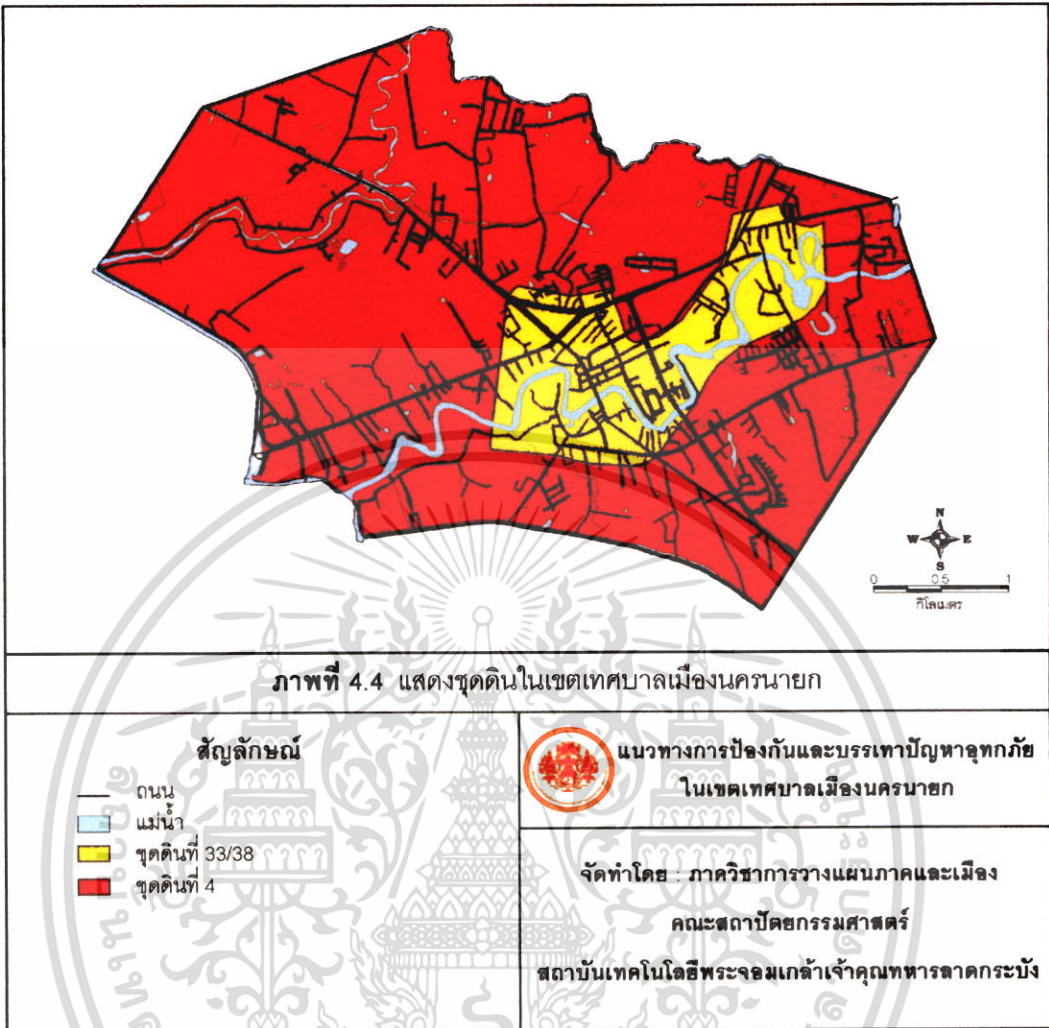 N
W E
S
0 0.5 1
กิโลเมตร
ภาพที่ 4.4 แสดงชุดดินในเขตเทศบาลเมืองนครนายก
สัญลักษณ์
ถนน
แม่น้ำ
ชุดดินที่ 33/38
ชุดดินที่ 4
แนวทางการป้องกันและบรรเทาปัญหาอุทกภัย
ในเขตเทศบาลเมืองนครนายก
จัดทำโดย : ภาควิชาการวางแผนภาคและเมือง
คณะสถาปัตยกรรมศาสตร์
สถาบันเทคโนโลยีพระจอมเกล้าเจ้าคุณทหารลาดกระบัง